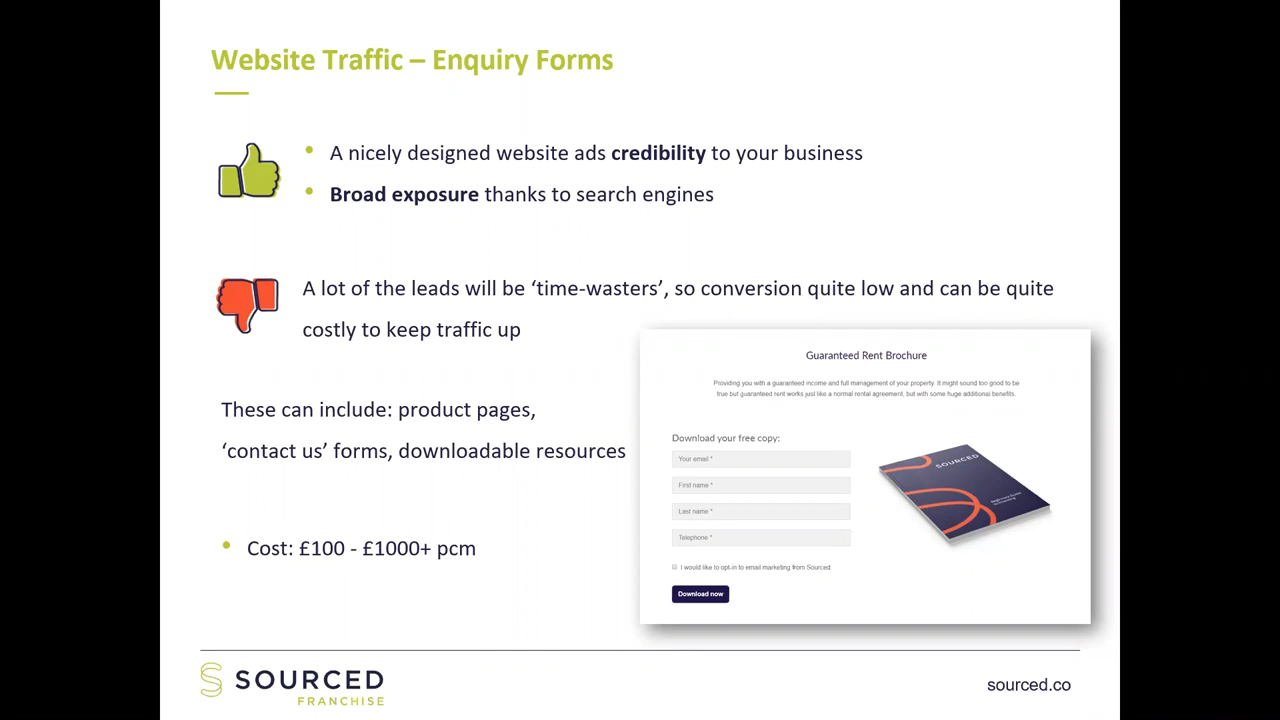 Website Traffic – Enquiry Forms
• A nicely designed website ads credibility to your business
• Broad exposure thanks to search engines
A lot of the leads will be ‘time-wasters’, so conversion quite low and can be quite
costly to keep traffic up
These can include: product pages,
‘contact us’ forms, downloadable resources
• Cost: £100 - £1000+ pcm
Guaranteed Rent Brochure
Providing you with a guaranteed income and full management of your property. It might sound too good to be
true but guaranteed rent works just like a normal rental agreement, but with some huge additional benefits.
Download your free copy:
Your email *
First name *
Last name *
Telephone *
I would like to opt-in to email marketing from Sourced.
Download now
SOURCED
SOURCED
FRANCHISE
sourced.co